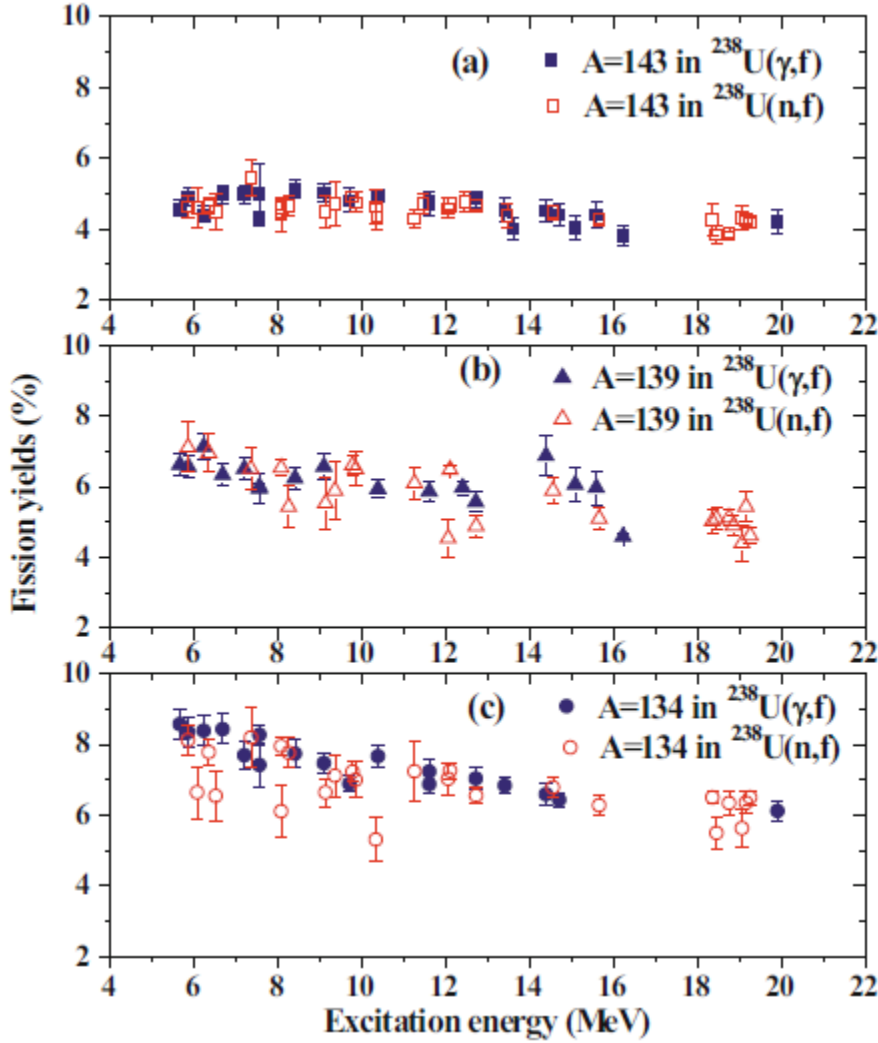 10
8
6
4
2
(a)
A=143 in ²³⁸U(γ,f)
A=143 in ²³⁸U(n,f)
4 6 8 10 12 14 16 18 20 22
10
8
6
4
2
(b)
A=139 in ²³⁸U(γ,f)
A=139 in ²³⁸U(n,f)
4 6 8 10 12 14 16 18 20 22
Fission yields (%)
10
8
6
4
2
(c)
A=134 in ²³⁸U(γ,f)
A=134 in ²³⁸U(n,f)
4 6 8 10 12 14 16 18 20 22
Excitation energy (MeV)